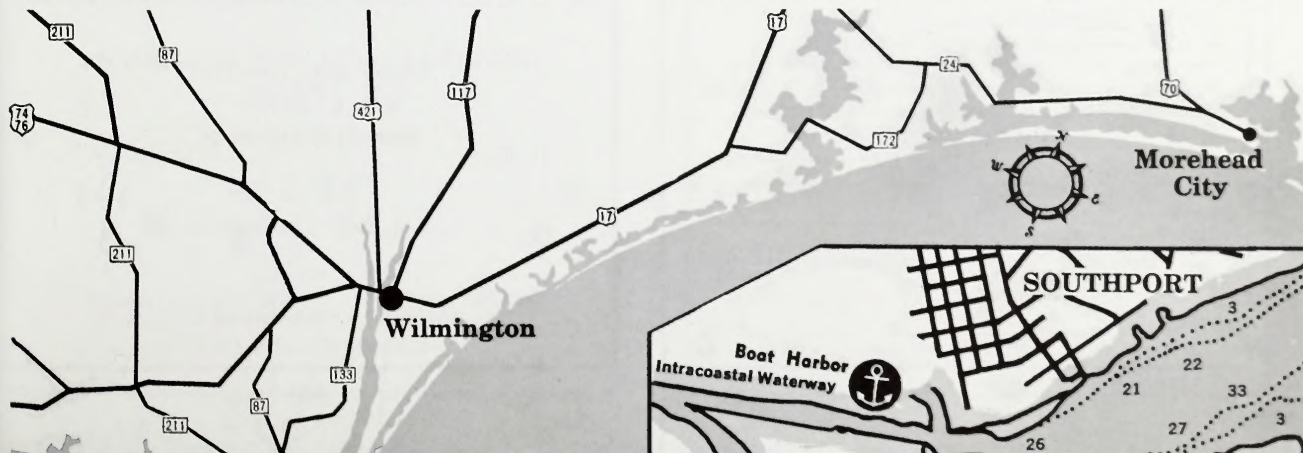 211
87
421
117
17
24
70
74
76
172
N
W
E
S
Morehead
City
211
17
Wilmington
SOUTHPORT
3
Boat Harbor
Intracoastal Waterway
22
133
21
33
87
211
27
3
26